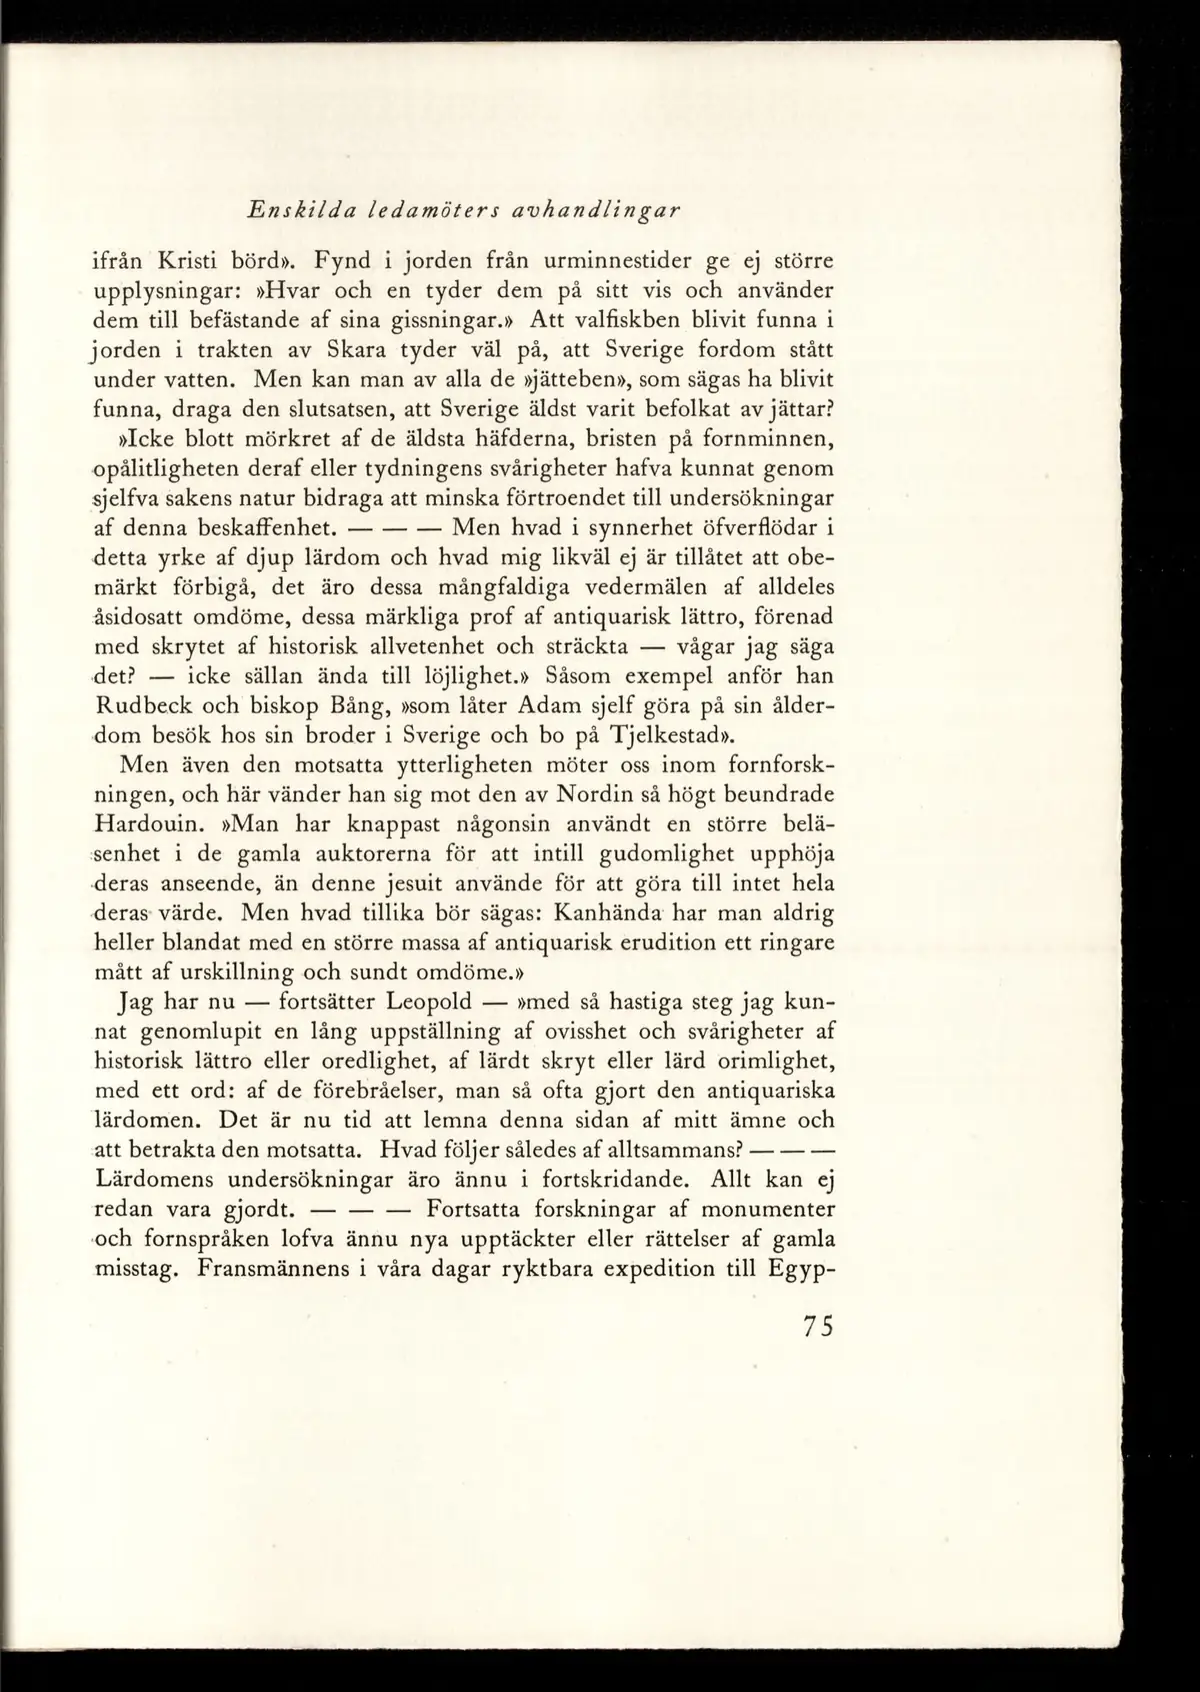 Enskilda ledamöters avhandlingar
ifrån Kristi börd». Fynd i jorden från urminnestider ge ej större
upplysningar: »Hvar och en tyder dem på sitt vis och använder
dem till befästande af sina gissningar.» Att valfiskben blivit funna i
jorden i trakten av Skara tyder väl på, att Sverige fordom stått
under vatten. Men kan man av alla de »jätteben», som sägas ha blivit
funna, draga den slutsatsen, att Sverige äldst varit befolkat av jättar?
»Icke blott mörkret af de äldsta häfderna, bristen på fornminnen,
opålitligheten deraf eller tydningens svårigheter hafva kunnat genom
sjelfva sakens natur bidraga att minska förtroendet till undersökningar
af denna beskaffenhet. — — — Men hvad i synnerhet öfverflödar i
detta yrke af djup lärdom och hvad mig likväl ej är tillåtet att obe-
märkt förbigå, det äro dessa mångfaldiga vedermälen af alldeles
åsidosatt omdöme, dessa märkliga prof af antiquarisk lättro, förenad
med skrytet af historisk allvetenhet och sträckta — vågar jag säga
det? — icke sällan ända till löjlighet.» Såsom exempel anför han
Rudbeck och biskop Bång, »som låter Adam sjelf göra på sin ålder-
dom besök hos sin broder i Sverige och bo på Tjelkestad».
Men även den motsatta ytterligheten möter oss inom fornforsk-
ningen, och här vänder han sig mot den av Nordin så högt beundrade
Hardouin. »Man har knappast någonsin användt en större belä-
senhet i de gamla auktorerna för att intill gudomlighet upphöja
deras anseende, än denne jesuit använde för att göra till intet hela
deras värde. Men hvad tillika bör sägas: Kanhända har man aldrig
heller blandat med en större massa af antiquarisk erudition ett ringare
mått af urskillning och sundt omdöme.»
Jag har nu — fortsätter Leopold — »med så hastiga steg jag kun-
nat genomlupit en lång uppställning af ovisshet och svårigheter af
historisk lättro eller oredlighet, af lärdt skryt eller lärd orimlighet,
med ett ord: af de förebråelser, man så ofta gjort den antiquariska
lärdomen. Det är nu tid att lemna denna sidan af mitt ämne och
att betrakta den motsatta. Hvad följer således af alltsammans? — — —
Lärdomens undersökningar äro ännu i fortskridande. Allt kan ej
redan vara gjordt. — — — Fortsatta forskningar af monumenter
och fornspråken lofva ännu nya upptäckter eller rättelser af gamla
misstag. Fransmännens i våra dagar ryktbara expedition till Egyp-
75